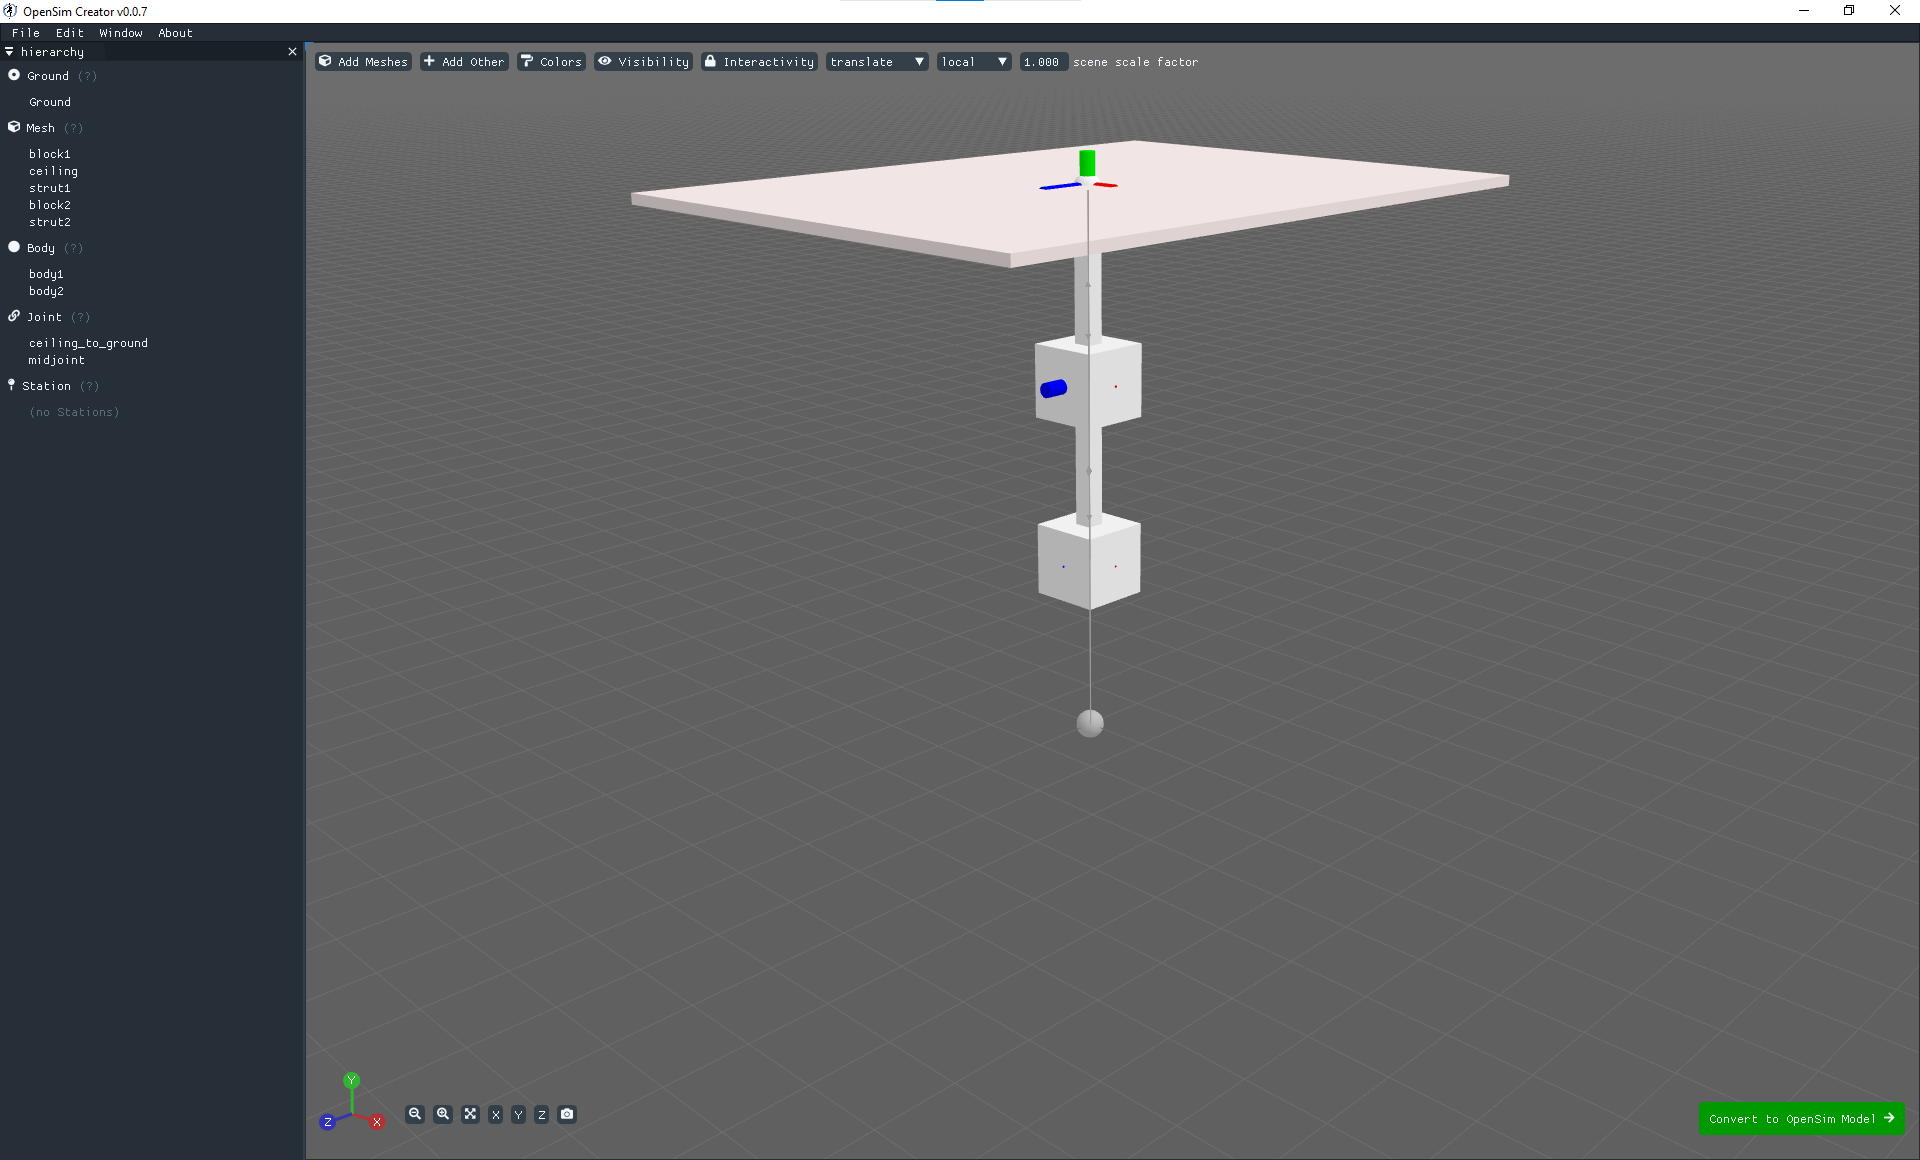 OpenSim Creator v0.0.7
File Edit Window About
hierarchy
Add Meshes Add Other Colors Visibility Interactivity translate local 1.000 scene scale factor
Ground (?)
Ground
Mesh (?)
block1
ceiling
strut1
block2
strut2
Body (?)
body1
body2
Joint (?)
ceiling_to_ground
midjoint
Station (?)
(no Stations)
Y
Z X
X Y Z
Convert to OpenSim Model